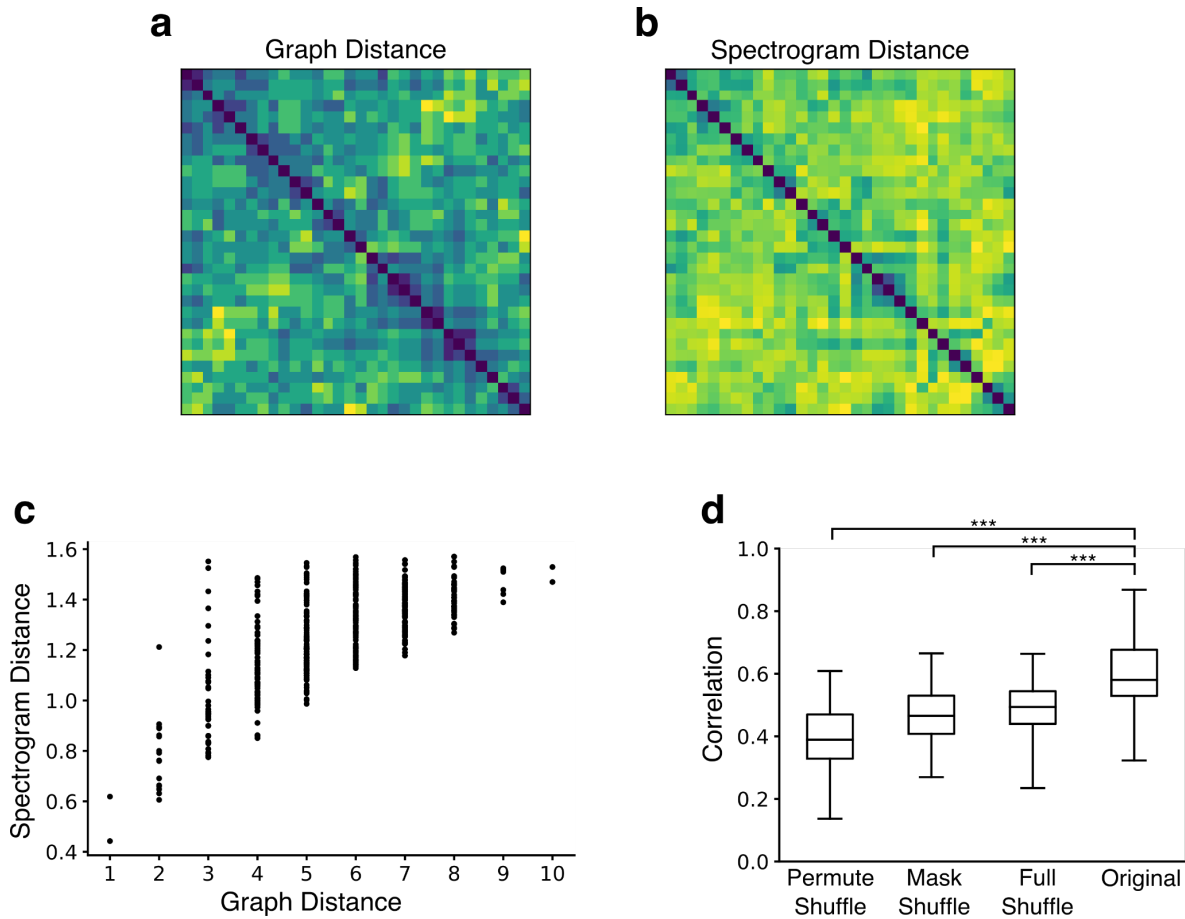 a
Graph Distance
b
Spectrogram Distance
c
Spectrogram Distance
1.6
1.4
1.2
1.0
0.8
0.6
0.4
1 2 3 4 5 6 7 8 9 10
Graph Distance
d
***
***
***
Correlation
1.0
0.8
0.6
0.4
0.2
0.0
Permute
Shuffle
Mask
Shuffle
Full
Shuffle
Original